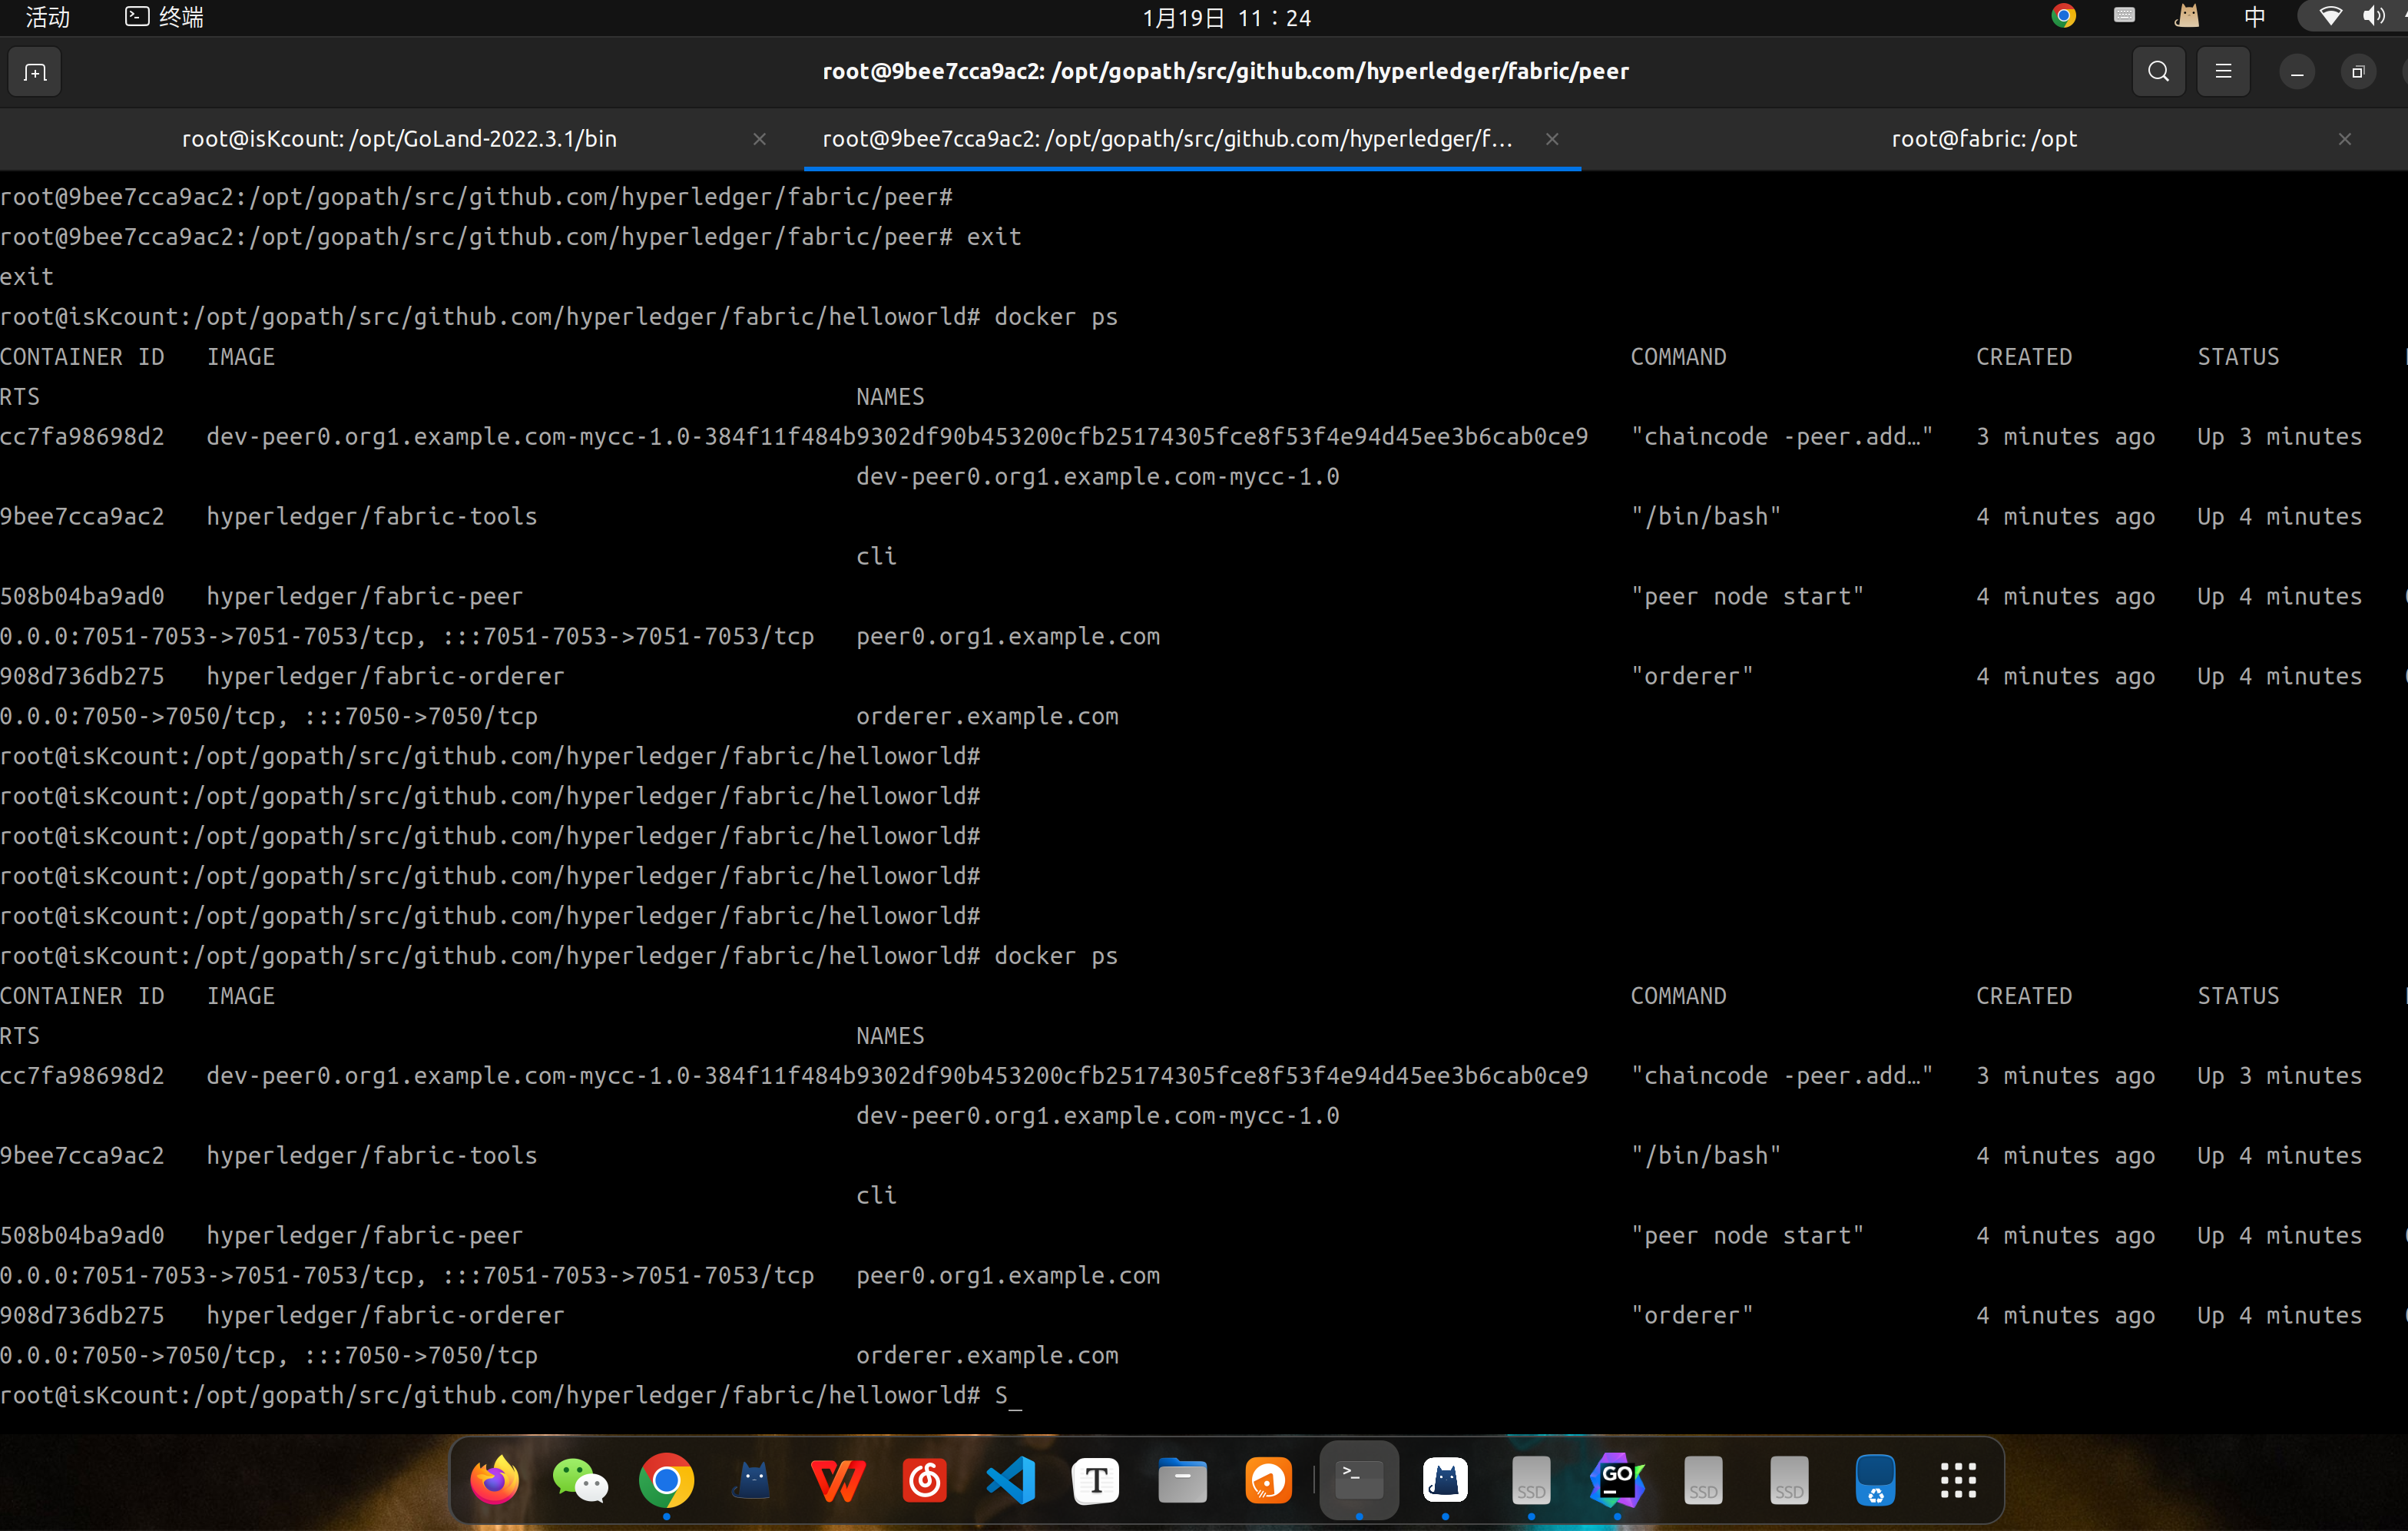 活动 终端 1月19日 11：24 中
root@9bee7cca9ac2: /opt/gopath/src/github.com/hyperledger/fabric/peer
root@isKcount: /opt/GoLand-2022.3.1/bin root@9bee7cca9ac2: /opt/gopath/src/github.com/hyperledger/f... root@fabric: /opt
root@9bee7cca9ac2:/opt/gopath/src/github.com/hyperledger/fabric/peer#
root@9bee7cca9ac2:/opt/gopath/src/github.com/hyperledger/fabric/peer# exit
exit
root@isKcount:/opt/gopath/src/github.com/hyperledger/fabric/helloworld# docker ps
CONTAINER ID IMAGE COMMAND CREATED STATUS
RTS NAMES
cc7fa98698d2 dev-peer0.org1.example.com-mycc-1.0-384f11f484b9302df90b453200cfb25174305fce8f53f4e94d45ee3b6cab0ce9 "chaincode -peer.add…" 3 minutes ago Up 3 minutes
dev-peer0.org1.example.com-mycc-1.0
9bee7cca9ac2 hyperledger/fabric-tools "/bin/bash" 4 minutes ago Up 4 minutes
cli
508b04ba9ad0 hyperledger/fabric-peer "peer node start" 4 minutes ago Up 4 minutes
0.0.0:7051-7053->7051-7053/tcp, :::7051-7053->7051-7053/tcp peer0.org1.example.com
908d736db275 hyperledger/fabric-orderer "orderer" 4 minutes ago Up 4 minutes
0.0.0:7050->7050/tcp, :::7050->7050/tcp orderer.example.com
root@isKcount:/opt/gopath/src/github.com/hyperledger/fabric/helloworld#
root@isKcount:/opt/gopath/src/github.com/hyperledger/fabric/helloworld#
root@isKcount:/opt/gopath/src/github.com/hyperledger/fabric/helloworld#
root@isKcount:/opt/gopath/src/github.com/hyperledger/fabric/helloworld#
root@isKcount:/opt/gopath/src/github.com/hyperledger/fabric/helloworld#
root@isKcount:/opt/gopath/src/github.com/hyperledger/fabric/helloworld# docker ps
CONTAINER ID IMAGE COMMAND CREATED STATUS
RTS NAMES
cc7fa98698d2 dev-peer0.org1.example.com-mycc-1.0-384f11f484b9302df90b453200cfb25174305fce8f53f4e94d45ee3b6cab0ce9 "chaincode -peer.add…" 3 minutes ago Up 3 minutes
dev-peer0.org1.example.com-mycc-1.0
9bee7cca9ac2 hyperledger/fabric-tools "/bin/bash" 4 minutes ago Up 4 minutes
cli
508b04ba9ad0 hyperledger/fabric-peer "peer node start" 4 minutes ago Up 4 minutes
0.0.0:7051-7053->7051-7053/tcp, :::7051-7053->7051-7053/tcp peer0.org1.example.com
908d736db275 hyperledger/fabric-orderer "orderer" 4 minutes ago Up 4 minutes
0.0.0:7050->7050/tcp, :::7050->7050/tcp orderer.example.com
root@isKcount:/opt/gopath/src/github.com/hyperledger/fabric/helloworld# S_
T >_ SSD GO SSD SSD